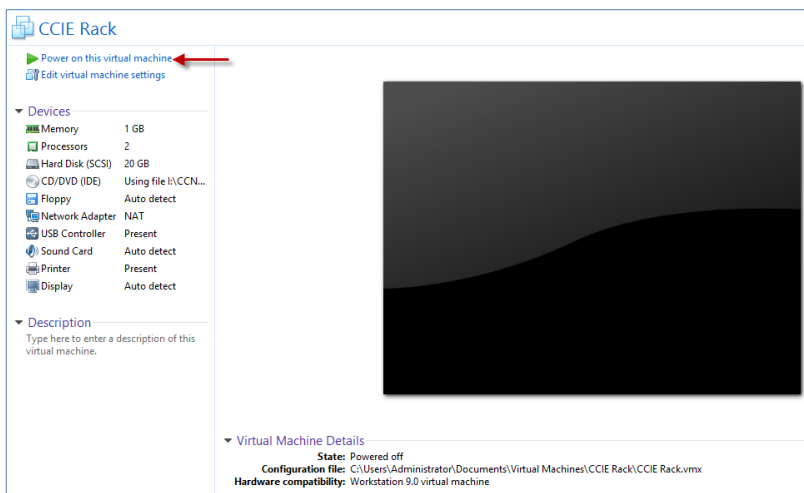 CCIE Rack
Power on this virtual machine
Edit virtual machine settings
Devices
Memory 1 GB
Processors 2
Hard Disk (SCSI) 20 GB
CD/DVD (IDE) Using file I:\CCN...
Floppy Auto detect
Network Adapter NAT
USB Controller Present
Sound Card Auto detect
Printer Present
Display Auto detect
Description
Type here to enter a description of this
virtual machine.
Virtual Machine Details
State: Powered off
Configuration file: C:\Users\Administrator\Documents\Virtual Machines\CCIE Rack\CCIE Rack.vmx
Hardware compatibility: Workstation 9.0 virtual machine